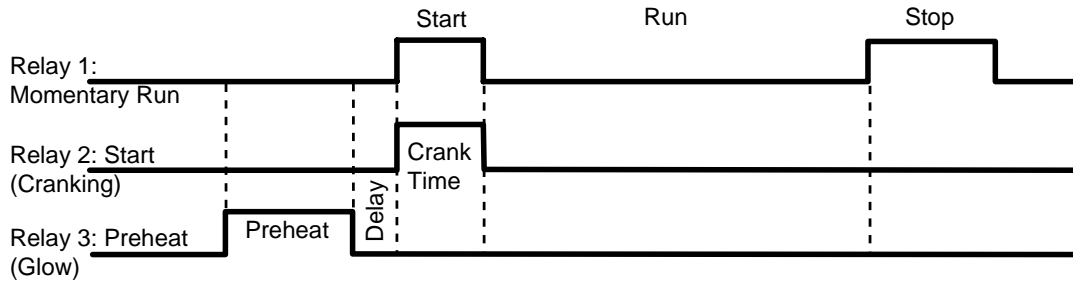 Start
Run
Stop
Relay 1:
Momentary Run
Relay 2: Start
(Cranking)
Crank
Time
Delay
Relay 3: Preheat
(Glow)
Preheat